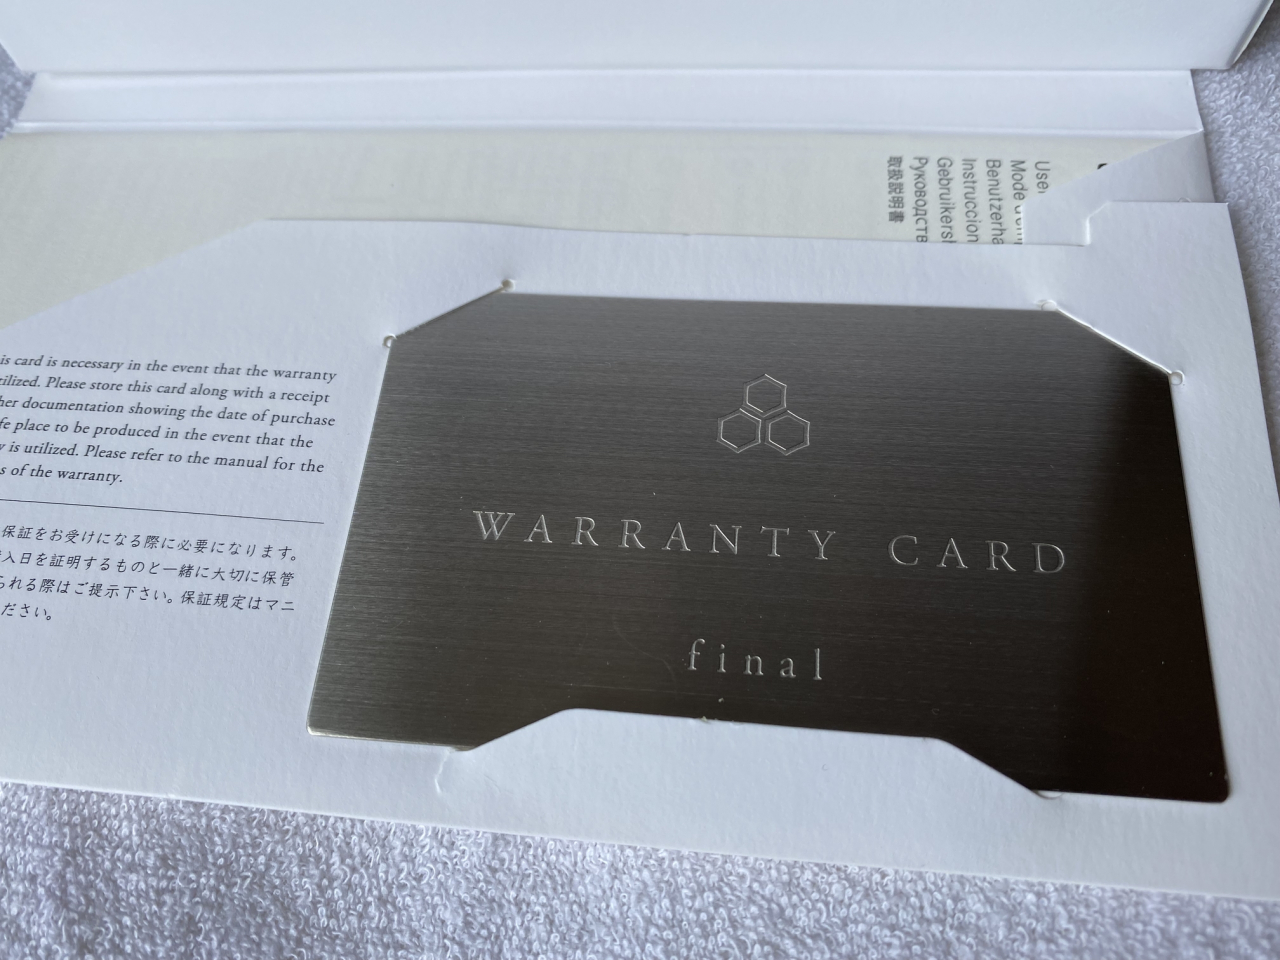 User
Mode
Benutzerha
Instruccion
Gebruikersh
Руководств
取扱説明書
is card is necessary in the event that the warranty
ilized. Please store this card along with a receipt
her documentation showing the date of purchase
fe place to be produced in the event that the
y is utilized. Please refer to the manual for the
s of the warranty.
保証をお受けになる際に必要になります。
入日を証明するものと一緒に大切に保管
られる際はご提示下さい。保証規定はマニ
ださい。
WARRANTY CARD
final